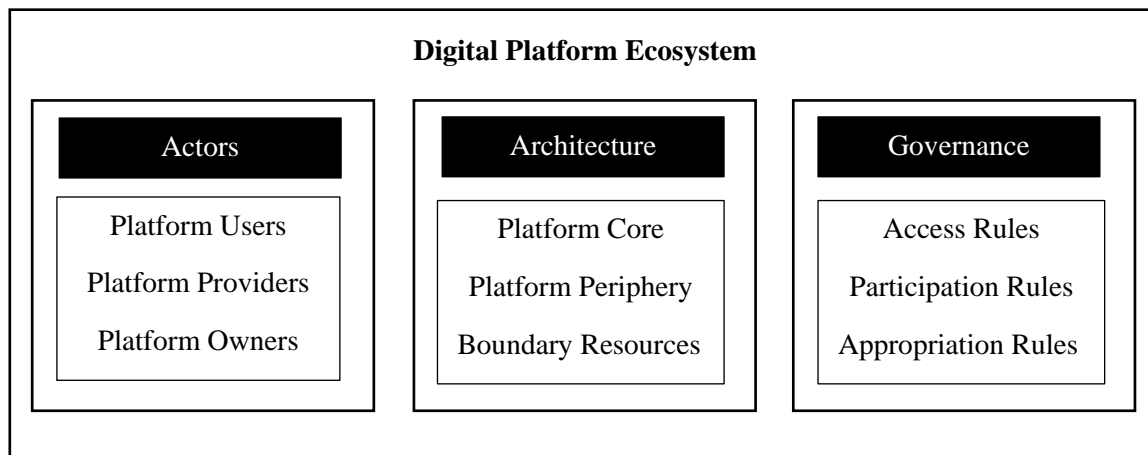 Digital Platform Ecosystem
Actors
Platform Users
Platform Providers
Platform Owners
Architecture
Platform Core
Platform Periphery
Boundary Resources
Governance
Access Rules
Participation Rules
Appropriation Rules